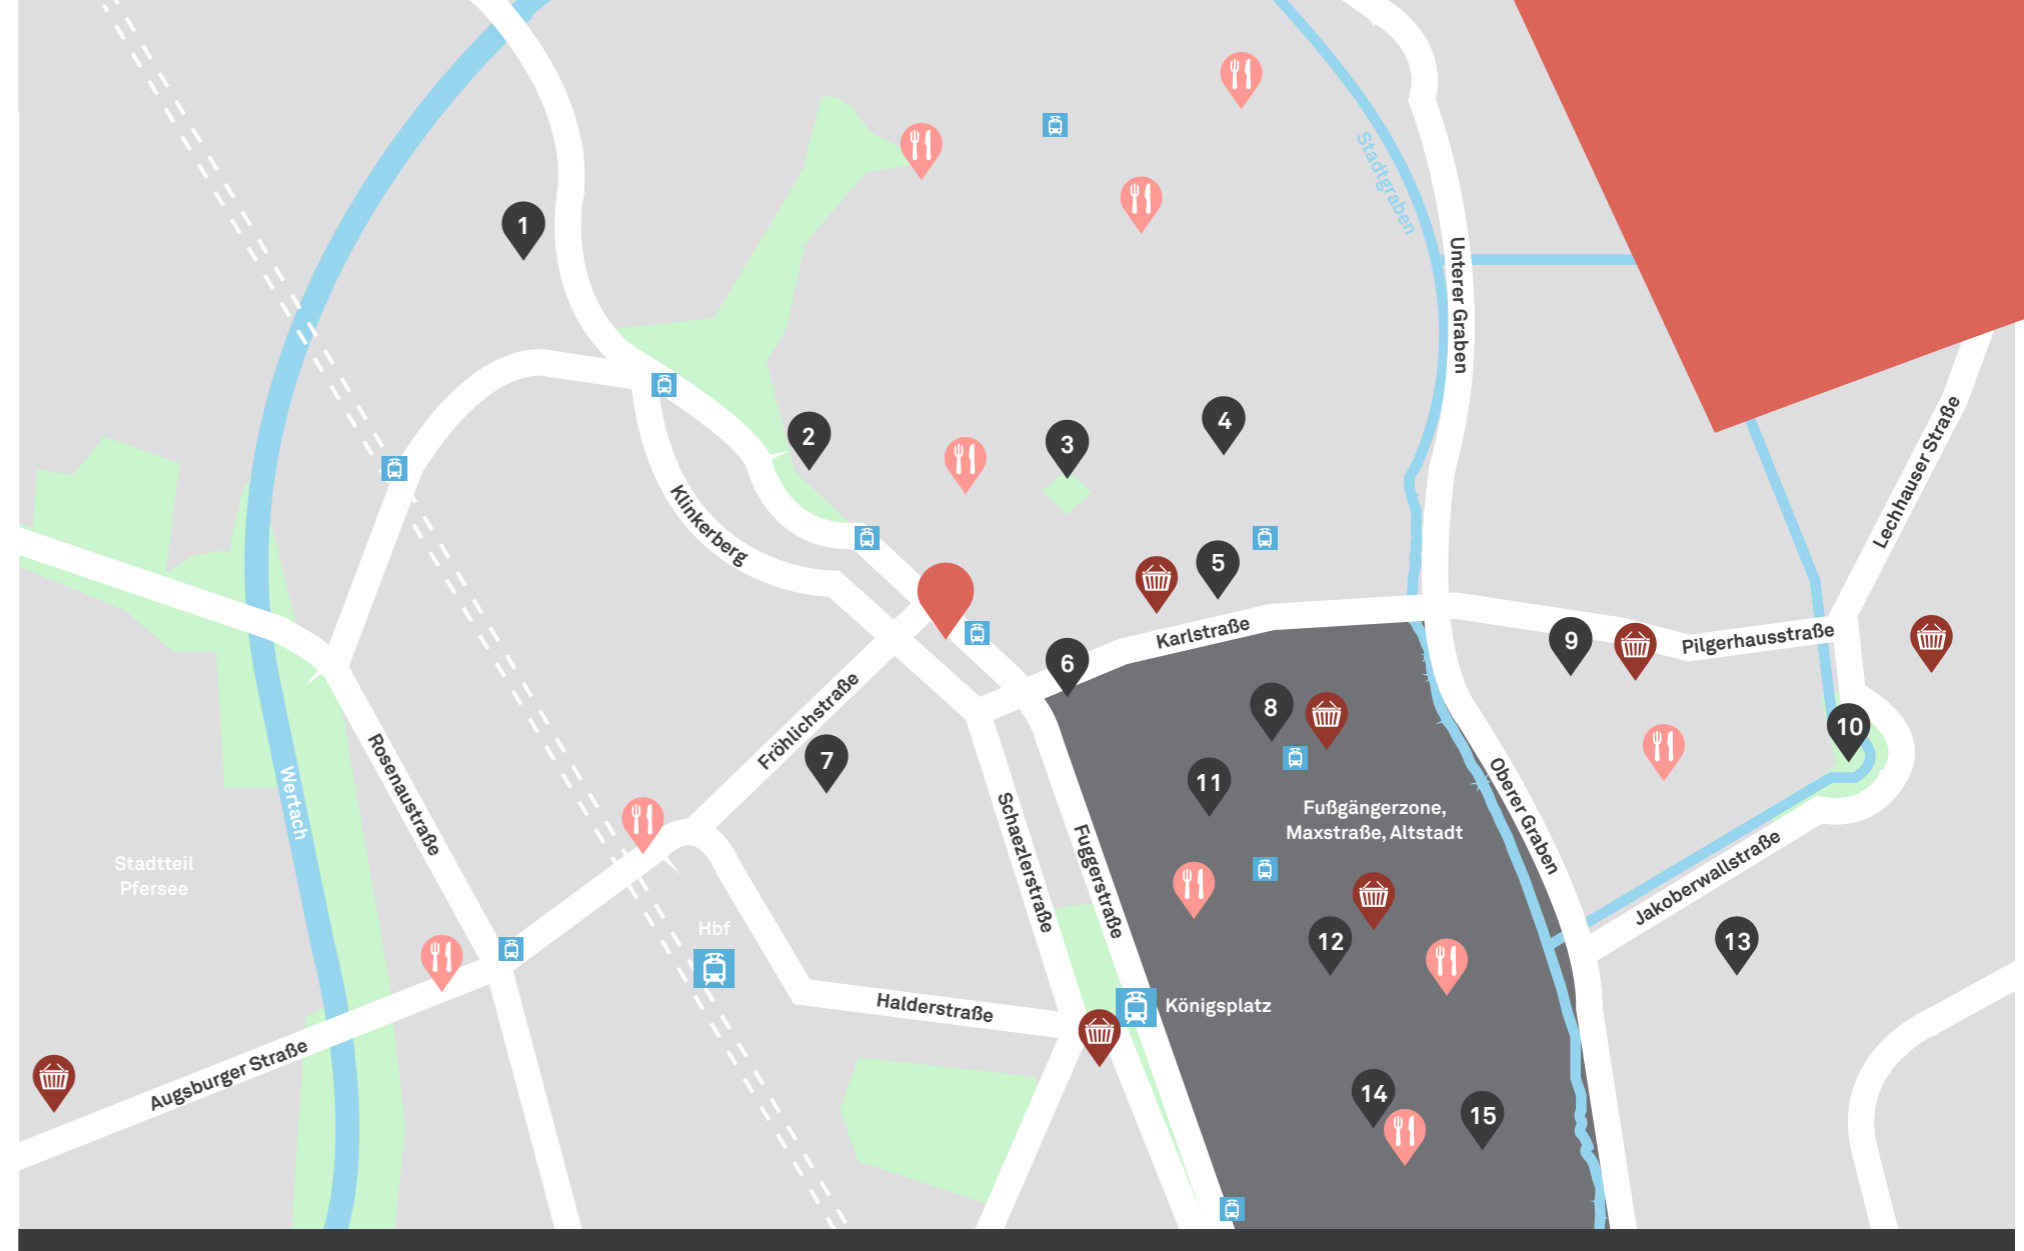 Stadtgraben
1
Unterer Graben
4
2
3
Lechhauser Straße
Klinkerberg
5
Karlstraße
9
Pilgerhausstraße
6
Fröhlichstraße
8
10
Rosenaustraße
7
11
Wertach
Schaezlerstraße
Fuggerstraße
Fußgängerzone,
Maxstraße, Altstadt
Oberer Graben
Stadtteil
Pfersee
Jakoberwallstraße
Hbf
12
13
Halderstraße
Königsplatz
Augsburger Straße
14
15